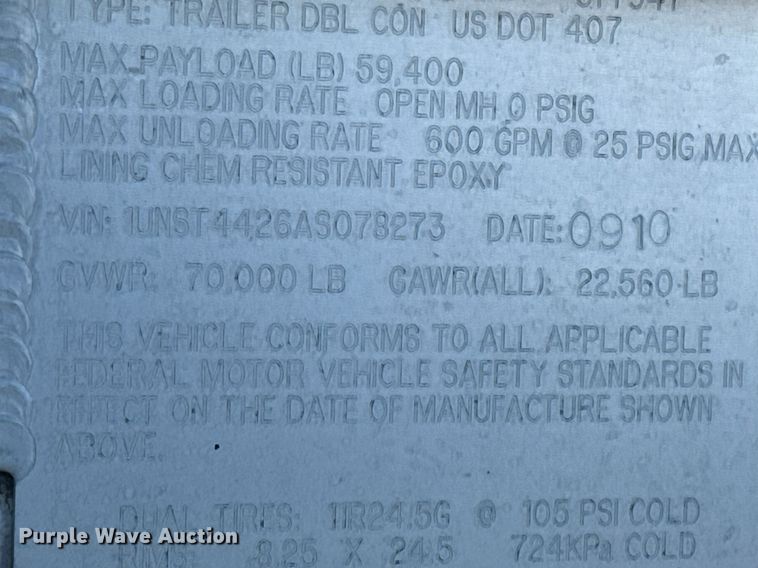 TYPE: TRAILER DBL CON US DOT 407
MAX PAYLOAD (LB) 59,400
MAX LOADING RATE OPEN MH 0 PSIG
MAX UNLOADING RATE 600 GPM @ 25 PSIG MAX
LINING CHEM RESISTANT EPOXY
VIN: 1UNST4426AS078273 DATE: 0910
GVWR: 70,000 LB GAWR(ALL): 22,560 LB
THIS VEHICLE CONFORMS TO ALL APPLICABLE
FEDERAL MOTOR VEHICLE SAFETY STANDARDS IN
EFFECT ON THE DATE OF MANUFACTURE SHOWN
ABOVE.
DUAL TIRES: 11R24.5G @ 105 PSI COLD
RIMS: 8.25 X 24.5 724KPa COLD
Purple Wave Auction